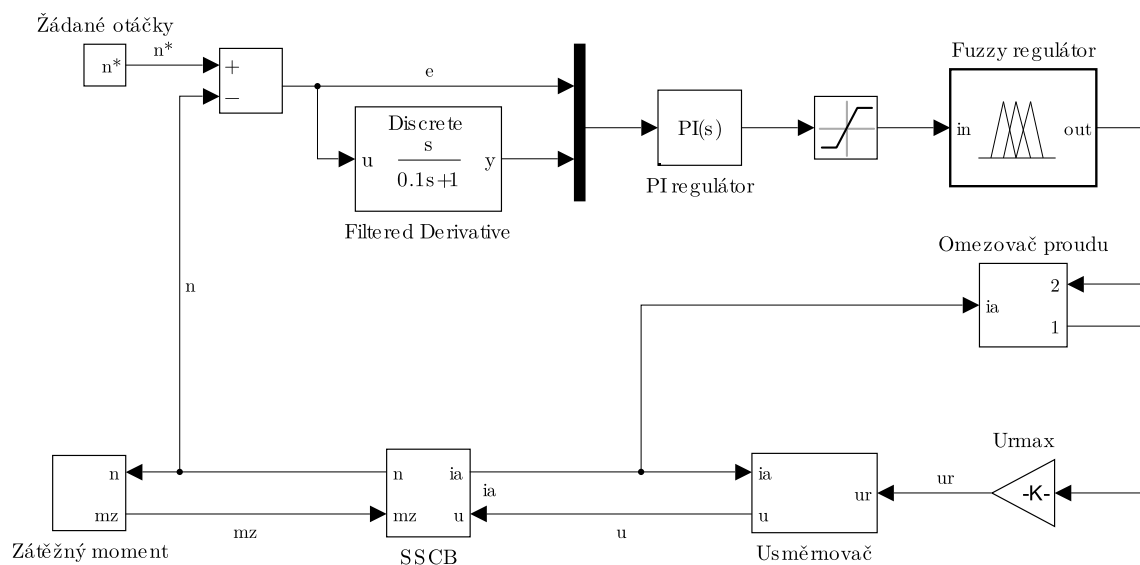 Žádané otáčky
n*
n*
+
−
e
Discrete
u
s
0.1s+1
y
Filtered Derivative
PI(s)
PI regulátor
Fuzzy regulátor
in
out
Omezovač proudu
ia
2
1
n
n
mz
Zátěžný moment
mz
n
mz
ia
u
SSCB
ia
u
ia
u
ur
Usměrnovač
ur
Urmax
-K-